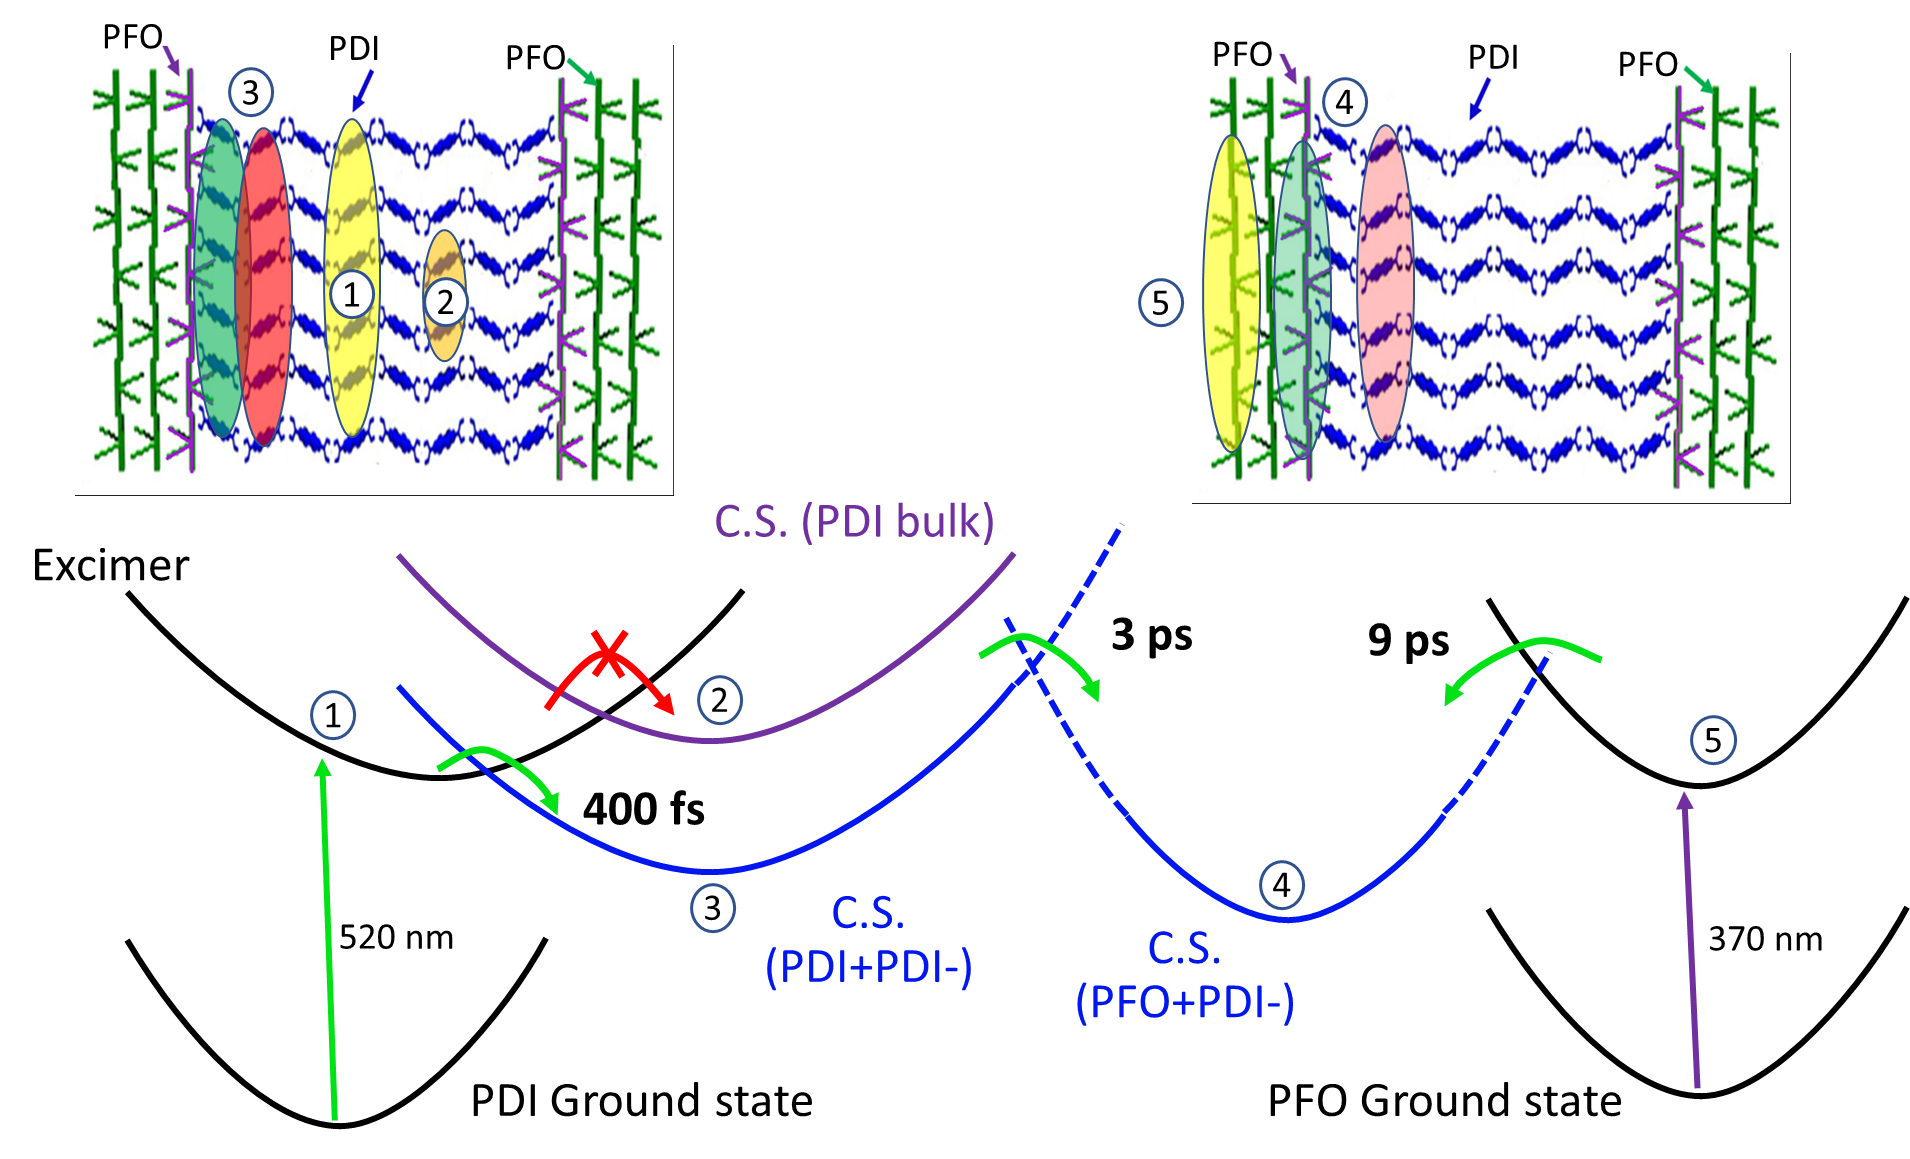 PFO
PDI
PFO
3
1
2
PFO
PDI
PFO
4
5
C.S. (PDI bulk)
Excimer
3 ps
9 ps
1
2
5
400 fs
3
4
C.S.
(PDI+PDI-)
C.S.
(PFO+PDI-)
520 nm
370 nm
PDI Ground state
PFO Ground state